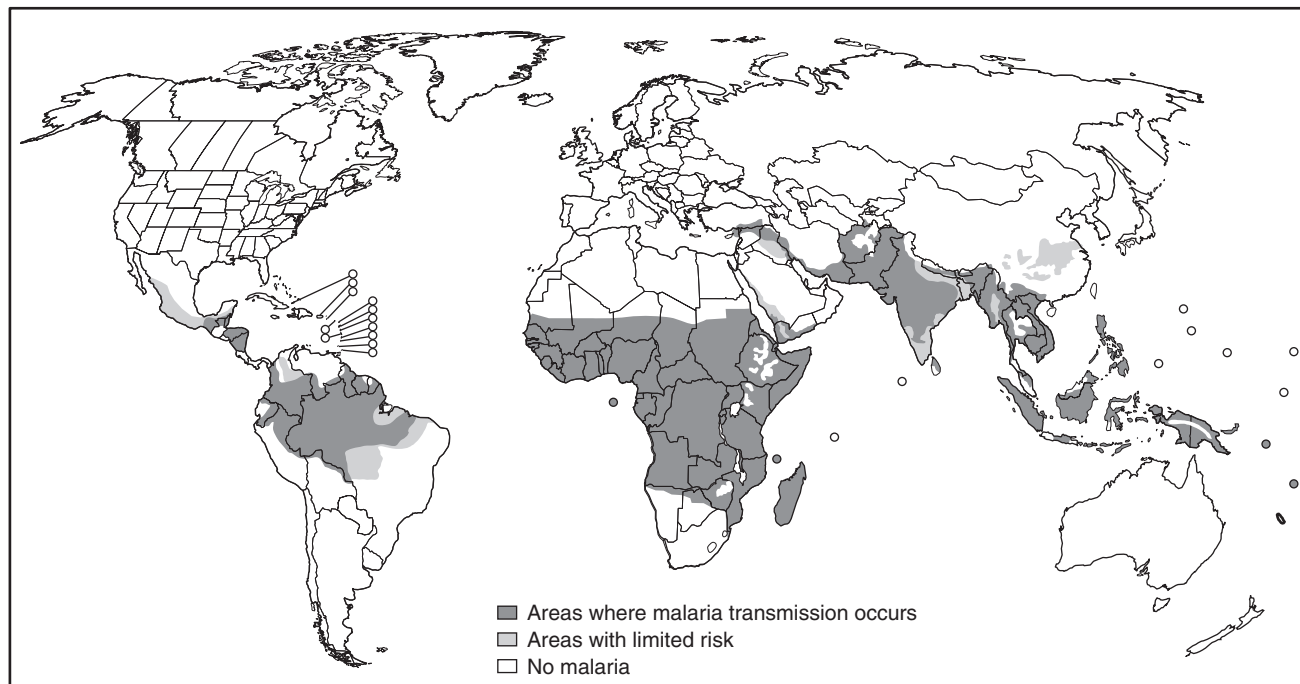 Areas where malaria transmission occurs
Areas with limited risk
No malaria